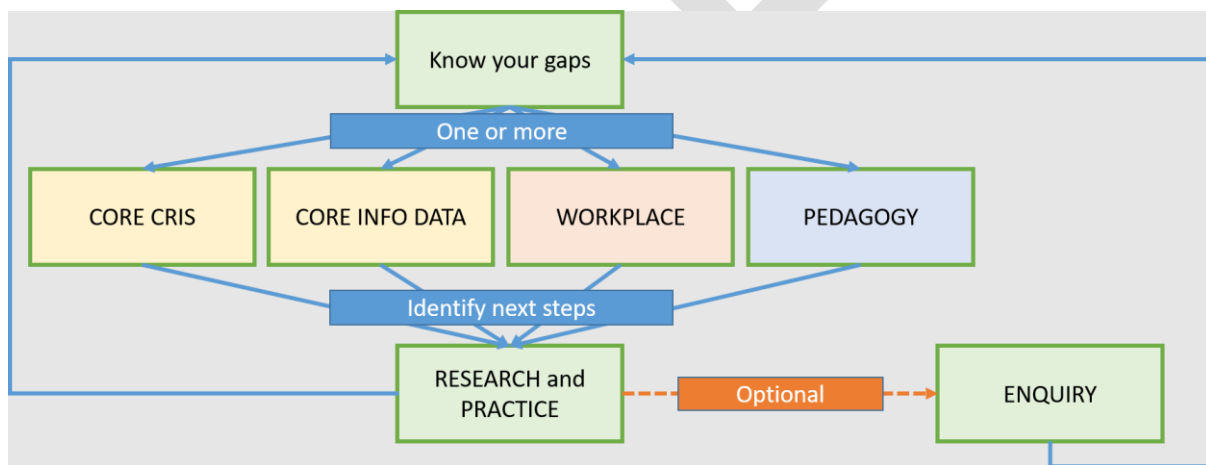 Know your gaps
One or more
CORE CRIS
CORE INFO DATA
WORKPLACE
PEDAGOGY
Identify next steps
RESEARCH and
PRACTICE
Optional
ENQUIRY